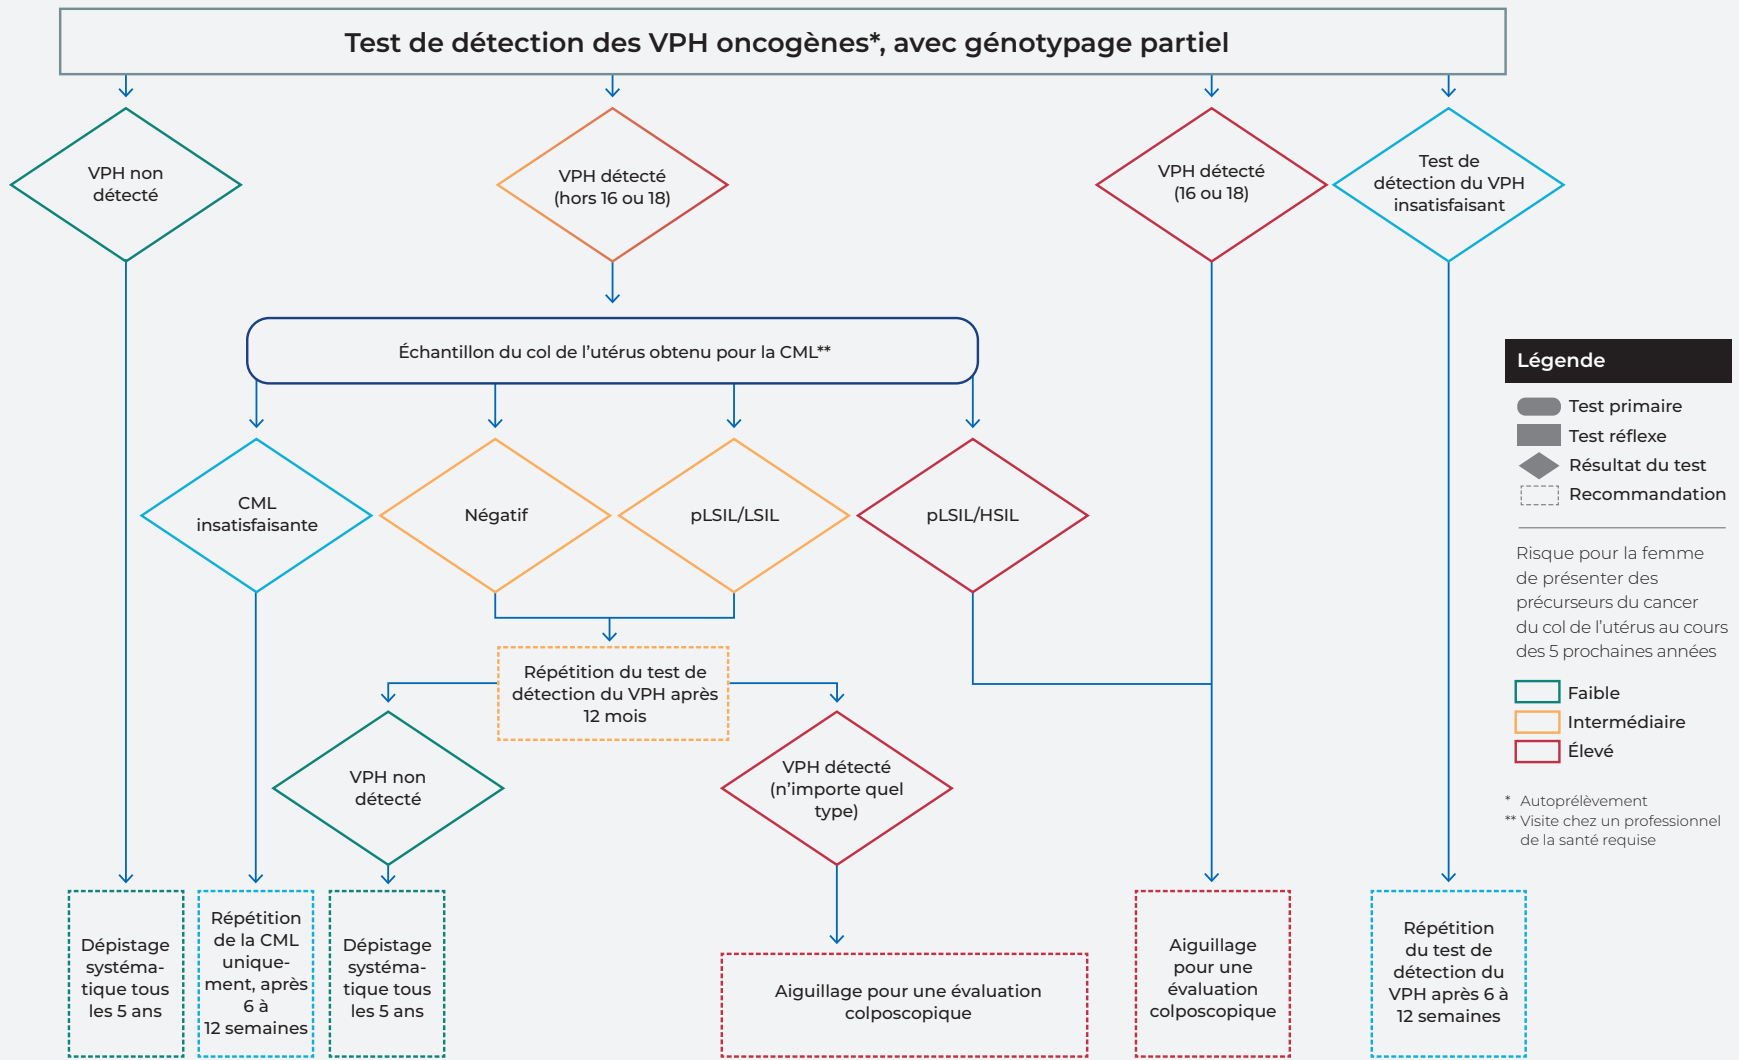 Test de détection des VPH oncogènes*, avec génotypage partiel
VPH non
détecté
VPH détecté
(hors 16 ou 18)
VPH détecté
(16 ou 18)
Test de
détection du VPH
insatisfaisant
Échantillon du col de l'utérus obtenu pour la CML**
CML
insatisfaisante
Négatif
pLSIL/LSIL
pLSIL/HSIL
Répétition du test de
détection du VPH après
12 mois
VPH non
détecté
VPH détecté
(n'importe quel
type)
Dépistage
systéma-
tique tous
les 5 ans
Répétition
de la CML
unique-
ment, après
6 à
12 semaines
Dépistage
systéma-
tique tous
les 5 ans
Aiguillage pour une évaluation
colposcopique
Aiguillage
pour une
évaluation
colposcopique
Répétition
du test de
détection du
VPH après 6 à
12 semaines
Légende
Test primaire
Test réflexe
Résultat du test
Recommandation
Risque pour la femme
de présenter des
précurseurs du cancer
du col de l'utérus au cours
des 5 prochaines années
Faible
Intermédiaire
Élevé
* Autoprélèvement
** Visite chez un professionnel
de la santé requise